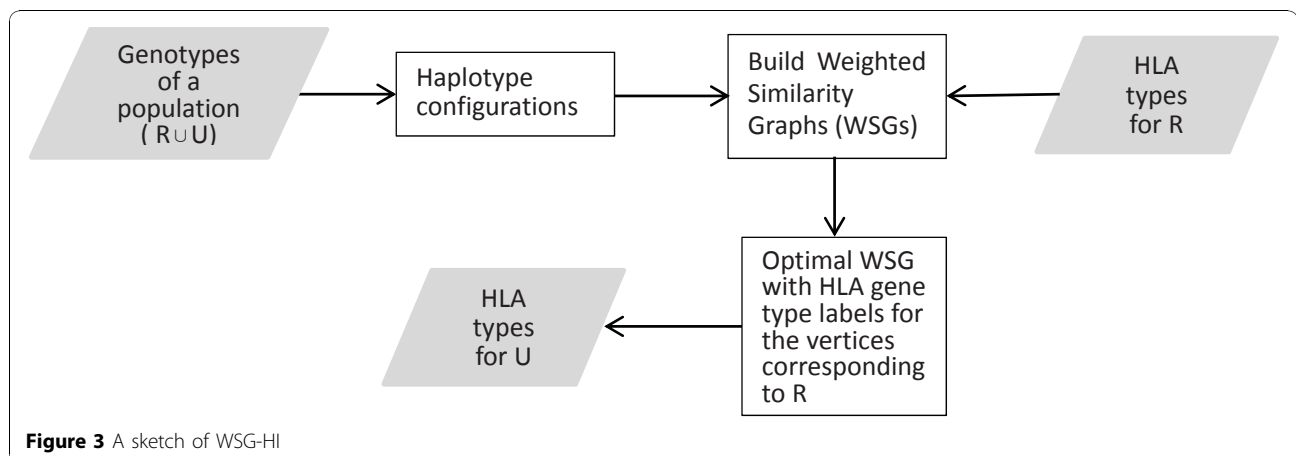 Genotypes
of a
population
( R∪U)
Haplotype
configurations
Build Weighted
Similarity
Graphs (WSGs)
HLA
types
for R
Optimal WSG
with HLA gene
type labels for
the vertices
corresponding
to R
HLA
types
for U
Figure 3 A sketch of WSG-HI